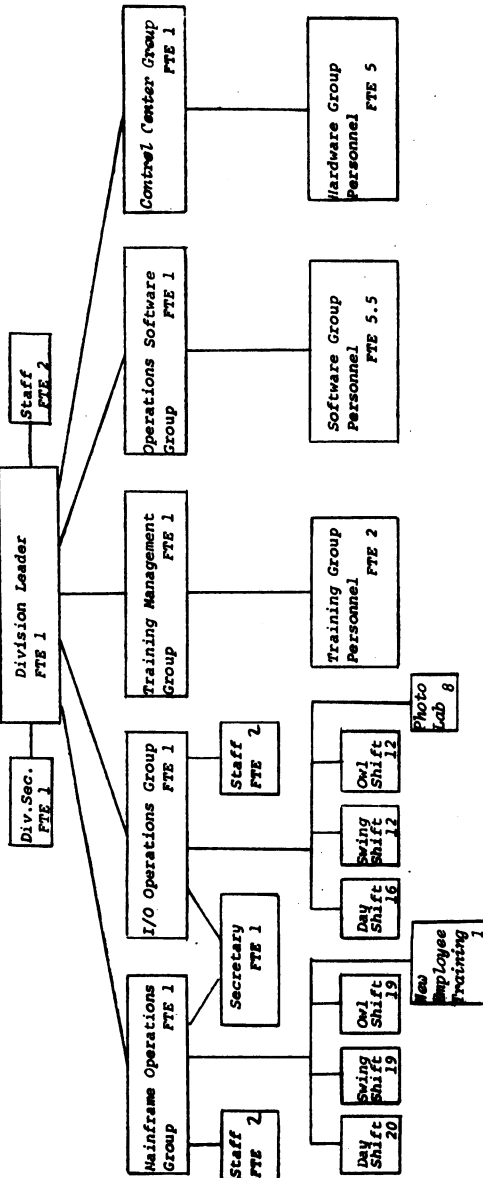 Division Leader
FTE 1
Div.Sec.
FTE 1
Staff
FTE 2
Mainframe Operations
Group FTE 1
I/O Operations Group
FTE 1
Training Management
Group FTE 1
Operations Software
Group FTE 1
Control Center Group
FTE 1
Staff
FTE 2
Secretary
FTE 1
Staff
FTE 2
Training Group
Personnel
FTE 2
Software Group
Personnel
FTE 5.5
Hardware Group
Personnel
FTE 5
Day
Shift
20
Swing
Shift
19
Owl
Shift
19
New
Employee
Training
1
Day
Shift
16
Swing
Shift
12
Owl
Shift
12
Photo
Lab 8